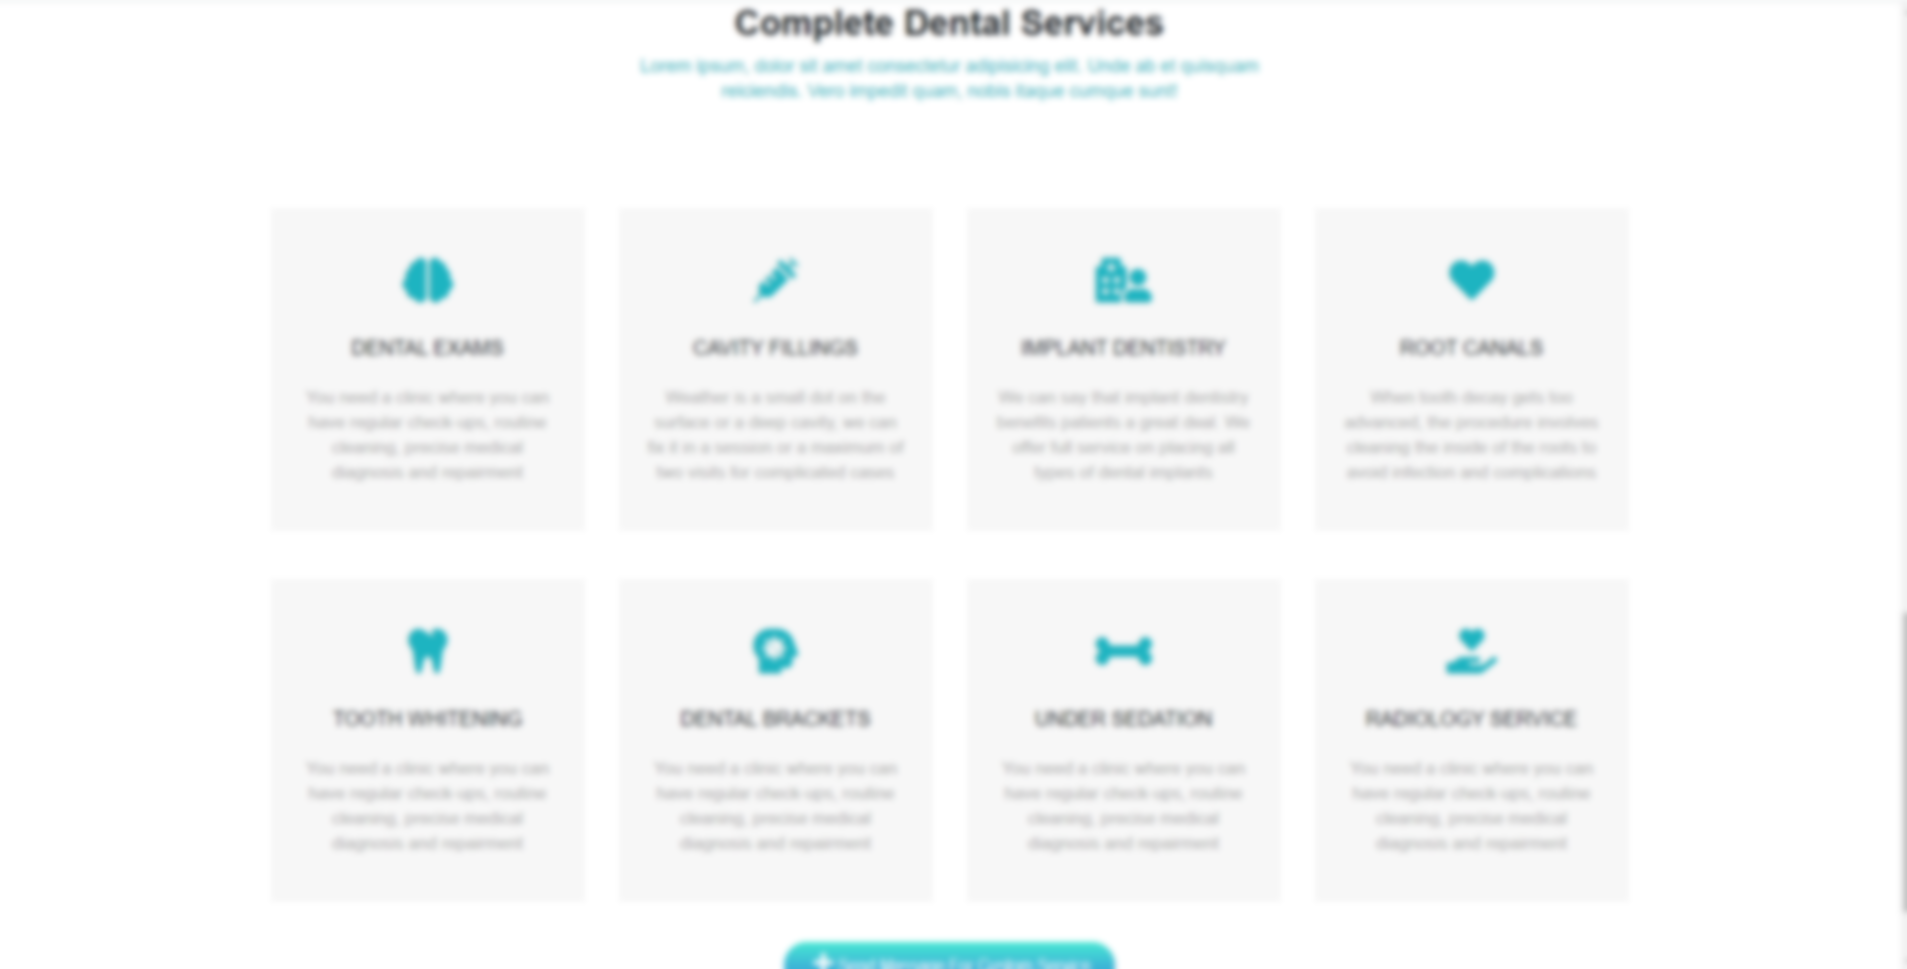 Complete Dental Services
Lorem ipsum, dolor sit amet consectetur adipisicing elit. Unde ab et quisquam
reiciendis. Vero impedit quam, nobis itaque cumque sunt!
DENTAL EXAMS
You need a clinic where you can
have regular check-ups, routine
cleaning, precise medical
diagnosis and repairment
CAVITY FILLINGS
Weather is a small dot on the
surface or a deep cavity, we can
fix it in a session or a maximum of
two visits for complicated cases
IMPLANT DENTISTRY
We can say that implant dentistry
benefits patients a great deal. We
offer full service on placing all
types of dental implants
ROOT CANALS
When tooth decay gets too
advanced, the procedure involves
cleaning the inside of the roots to
avoid infection and complications.
TOOTH WHITENING
You need a clinic where you can
have regular check-ups, routine
cleaning, precise medical
diagnosis and repairment
DENTAL BRACKETS
You need a clinic where you can
have regular check-ups, routine
cleaning, precise medical
diagnosis and repairment
UNDER SEDATION
You need a clinic where you can
have regular check-ups, routine
cleaning, precise medical
diagnosis and repairment
RADIOLOGY SERVICE
You need a clinic where you can
have regular check-ups, routine
cleaning, precise medical
diagnosis and repairment
Send Message For Custom Service